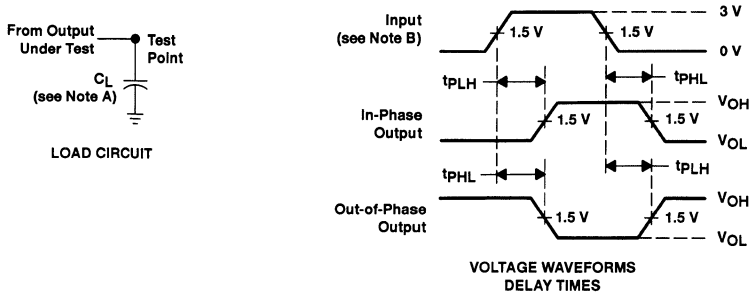 From Output
Under Test
Test
Point
CL
(see Note A)
LOAD CIRCUIT
Input
(see Note B)
1.5 V
1.5 V
3 V
0 V
tPLH
tPHL
In-Phase
Output
1.5 V
1.5 V
VOH
VOL
tPHL
tPLH
Out-of-Phase
Output
1.5 V
1.5 V
VOH
VOL
VOLTAGE WAVEFORMS
DELAY TIMES